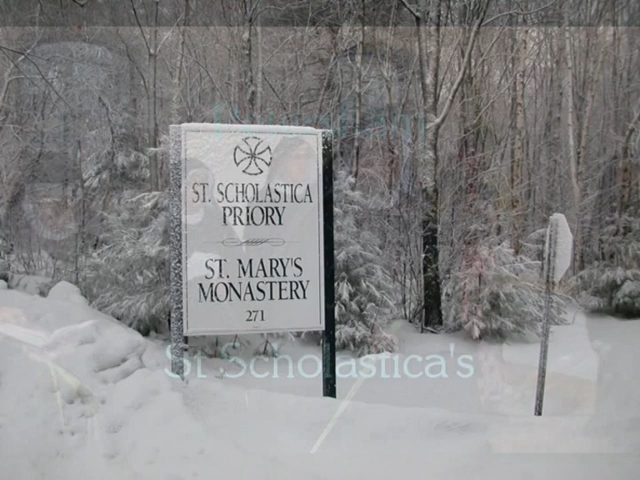 ST. SCHOLASTICA
PRIORY
ST. MARY'S
MONASTERY
271
St Scholastica's